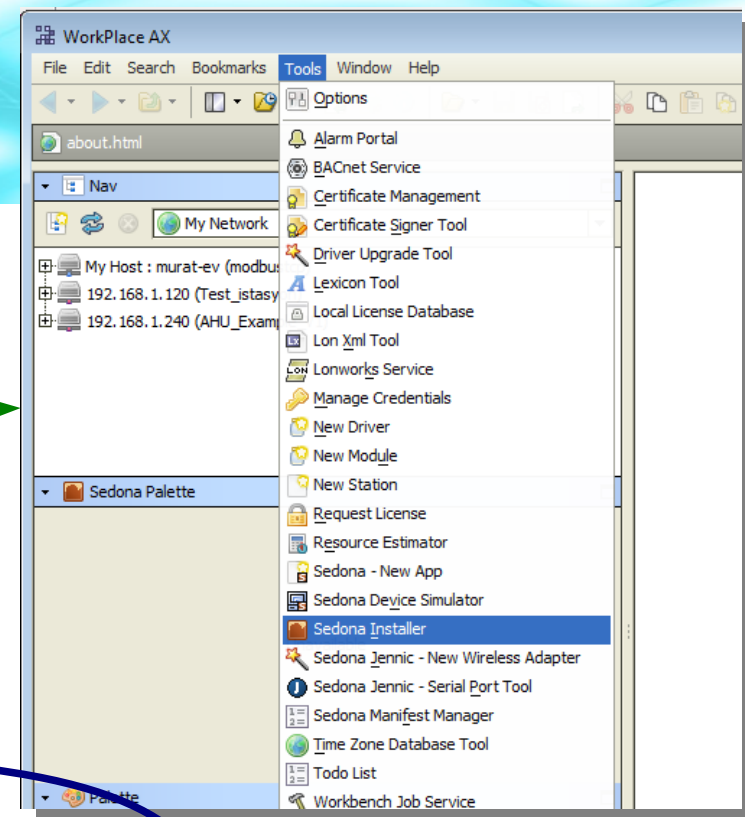 WorkPlace AX
File Edit Search Bookmarks Tools Window Help
Options
about.html
Alarm Portal
BACnet Service
Nav
Certificate Management
My Network
Certificate Signer Tool
Driver Upgrade Tool
My Host : murat-ev (modbu
Lexicon Tool
192.168.1.120 (Test_istasy
Local License Database
192.168.1.240 (AHU_Exam
Lon Xml Tool
Lonworks Service
Manage Credentials
New Driver
New Module
New Station
Sedona Palette
Request License
Resource Estimator
Sedona - New App
Sedona Device Simulator
Sedona Installer
Sedona Jennic - New Wireless Adapter
Sedona Jennic - Serial Port Tool
Sedona Manifest Manager
Time Zone Database Tool
Todo List
Palette
Workbench Job Service